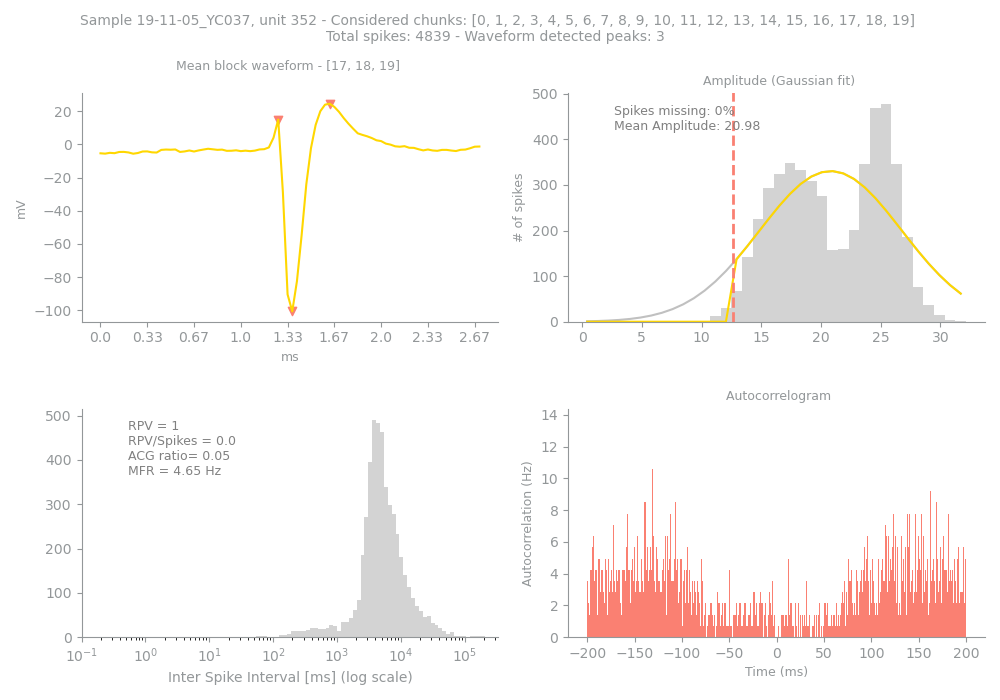 Sample 19-11-05_YC037, unit 352 - Considered chunks: [0, 1, 2, 3, 4, 5, 6, 7, 8, 9, 10, 11, 12, 13, 14, 15, 16, 17, 18, 19]
Total spikes: 4839 - Waveform detected peaks: 3
Mean block waveform - [17, 18, 19]
20
0
−20
−40
−60
−80
−100
mV
0.0 0.33 0.67 1.0 1.33 1.67 2.0 2.33 2.67
ms
Amplitude (Gaussian fit)
Spikes missing: 0%
Mean Amplitude: 20.98
500
400
300
200
100
0
# of spikes
0 5 10 15 20 25 30
RPV = 1
RPV/Spikes = 0.0
ACG ratio= 0.05
MFR = 4.65 Hz
500
400
300
200
100
0
10⁻¹ 10⁰ 10¹ 10² 10³ 10⁴ 10⁵
Inter Spike Interval [ms] (log scale)
Autocorrelogram
14
12
10
8
6
4
2
0
Autocorrelation (Hz)
−200 −150 −100 −50 0 50 100 150 200
Time (ms)